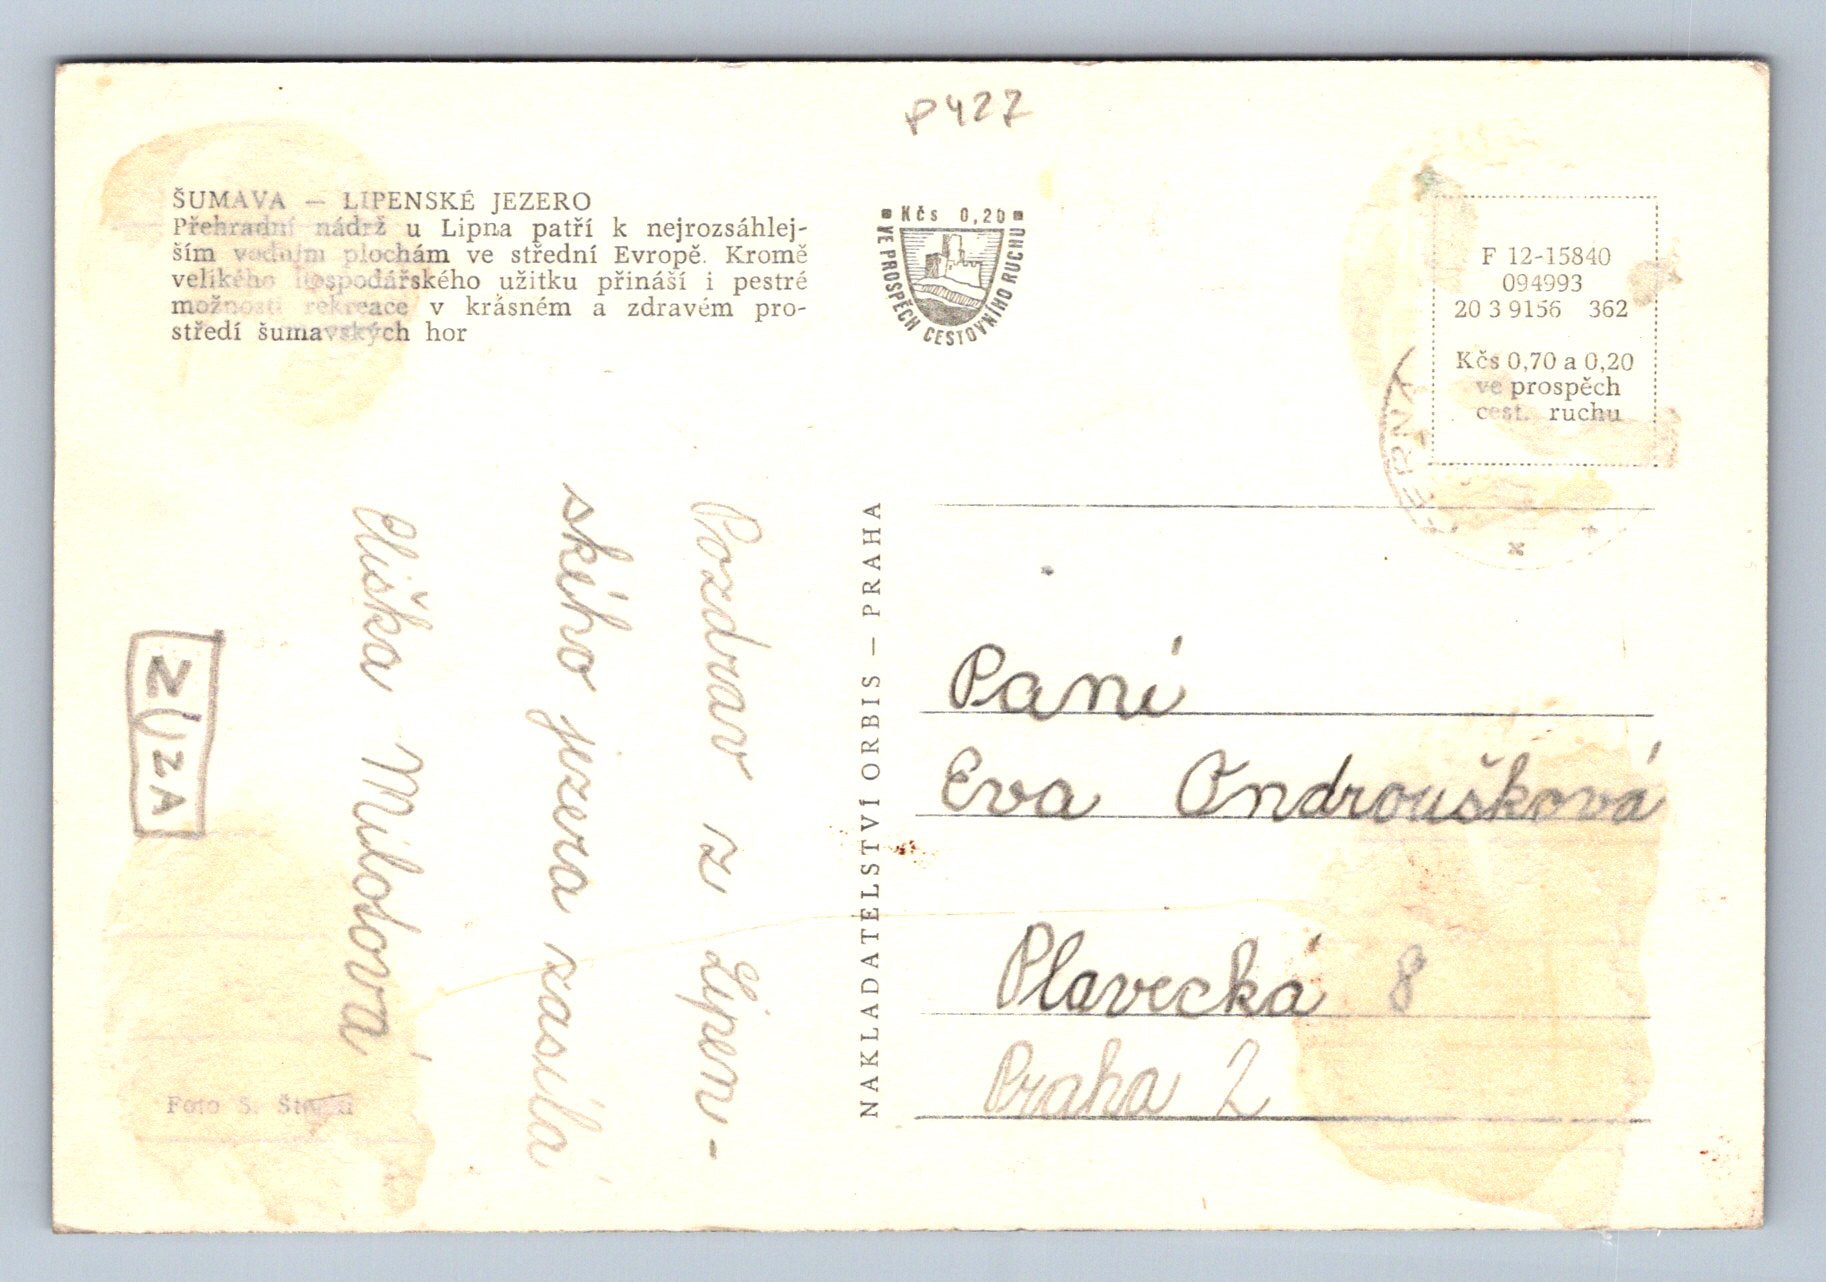 P427
ŠUMAVA — LIPENSKÉ JEZERO
Přehradní nádrž u Lipna patří k nejrozsáhlej-
ším vodním plochám ve střední Evropě. Kromě
velikého hospodářského užitku přináší i pestré
možnosti rekreace v krásném a zdravém pro-
středí šumavských hor
Kčs 0,20
VE PROSPĚCH CESTOVNÍHO RUCHU
F 12-15840
094993
20 3 9156 362
Kčs 0,70 a 0,20
ve prospěch
cest. ruchu
Pozdrav z Lipen-
ského jezera zasílá
Eliška Milotová
NAKLADATELSTVÍ ORBIS — PRAHA
Paní
Eva Ondroušková
Plavecká 8
Praha 2
Foto S.